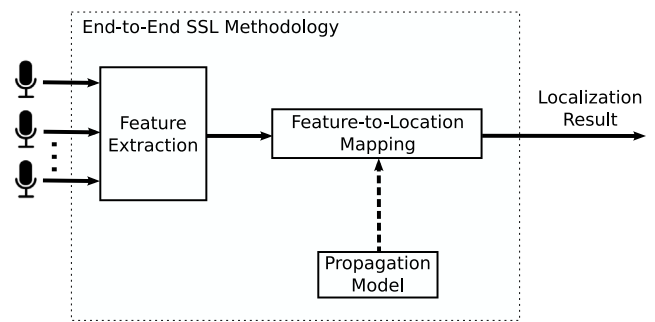 End-to-End SSL Methodology
Feature
Extraction
Feature-to-Location
Mapping
Localization
Result
Propagation
Model